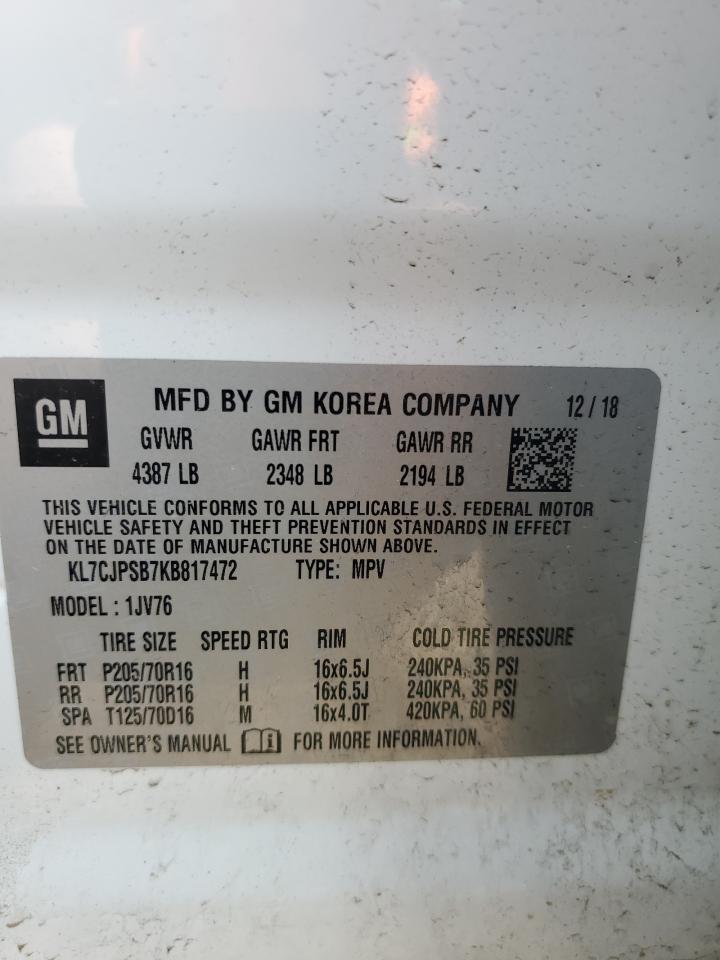 GM
MFD BY GM KOREA COMPANY 12 / 18
GVWR GAWR FRT GAWR RR
4387 LB 2348 LB 2194 LB
THIS VEHICLE CONFORMS TO ALL APPLICABLE U.S. FEDERAL MOTOR
VEHICLE SAFETY AND THEFT PREVENTION STANDARDS IN EFFECT
ON THE DATE OF MANUFACTURE SHOWN ABOVE.
KL7CJPSB7KB817472 TYPE: MPV
MODEL : 1JV76
TIRE SIZE SPEED RTG RIM COLD TIRE PRESSURE
FRT P205/70R16 H 16x6.5J 240KPA, 35 PSI
RR P205/70R16 H 16x6.5J 240KPA, 35 PSI
SPA T125/70D16 M 16x4.0T 420KPA, 60 PSI
SEE OWNER'S MANUAL i FOR MORE INFORMATION.